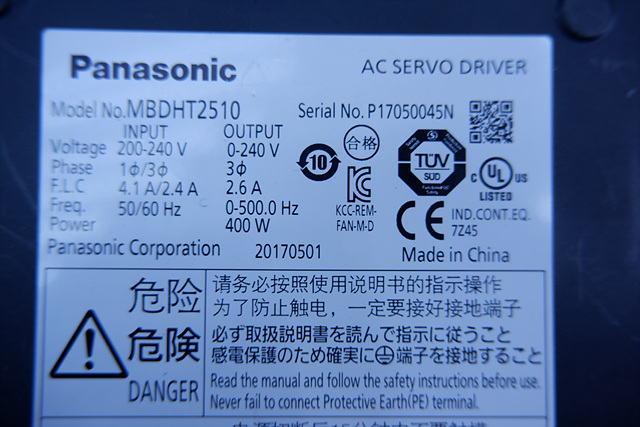 Panasonic AC SERVO DRIVER
Model No. MBDHT2510 Serial No. P17050045N
INPUT OUTPUT
Voltage 200-240 V 0-240 V
Phase 1ϕ/3ϕ 3ϕ
F.L.C 4.1 A/2.4 A 2.6 A
Freq. 50/60 Hz 0-500.0 Hz
Power 400 W
10
合格
KCC-REM-
FAN-M-D
TÜV
SÜD
C UL US
LISTED
CE IND.CONT.EQ.
7Z45
Panasonic Corporation 20170501 Made in China
危险
危険
DANGER
请务必按照使用说明书的指示操作
为了防止触电，一定要接好接地端子
必ず取扱説明書を読んで指示に従うこと
感電保護のため確実に⏚端子を接地すること
Read the manual and follow the safety instructions before use.
Never fail to connect Protective Earth(PE) terminal.